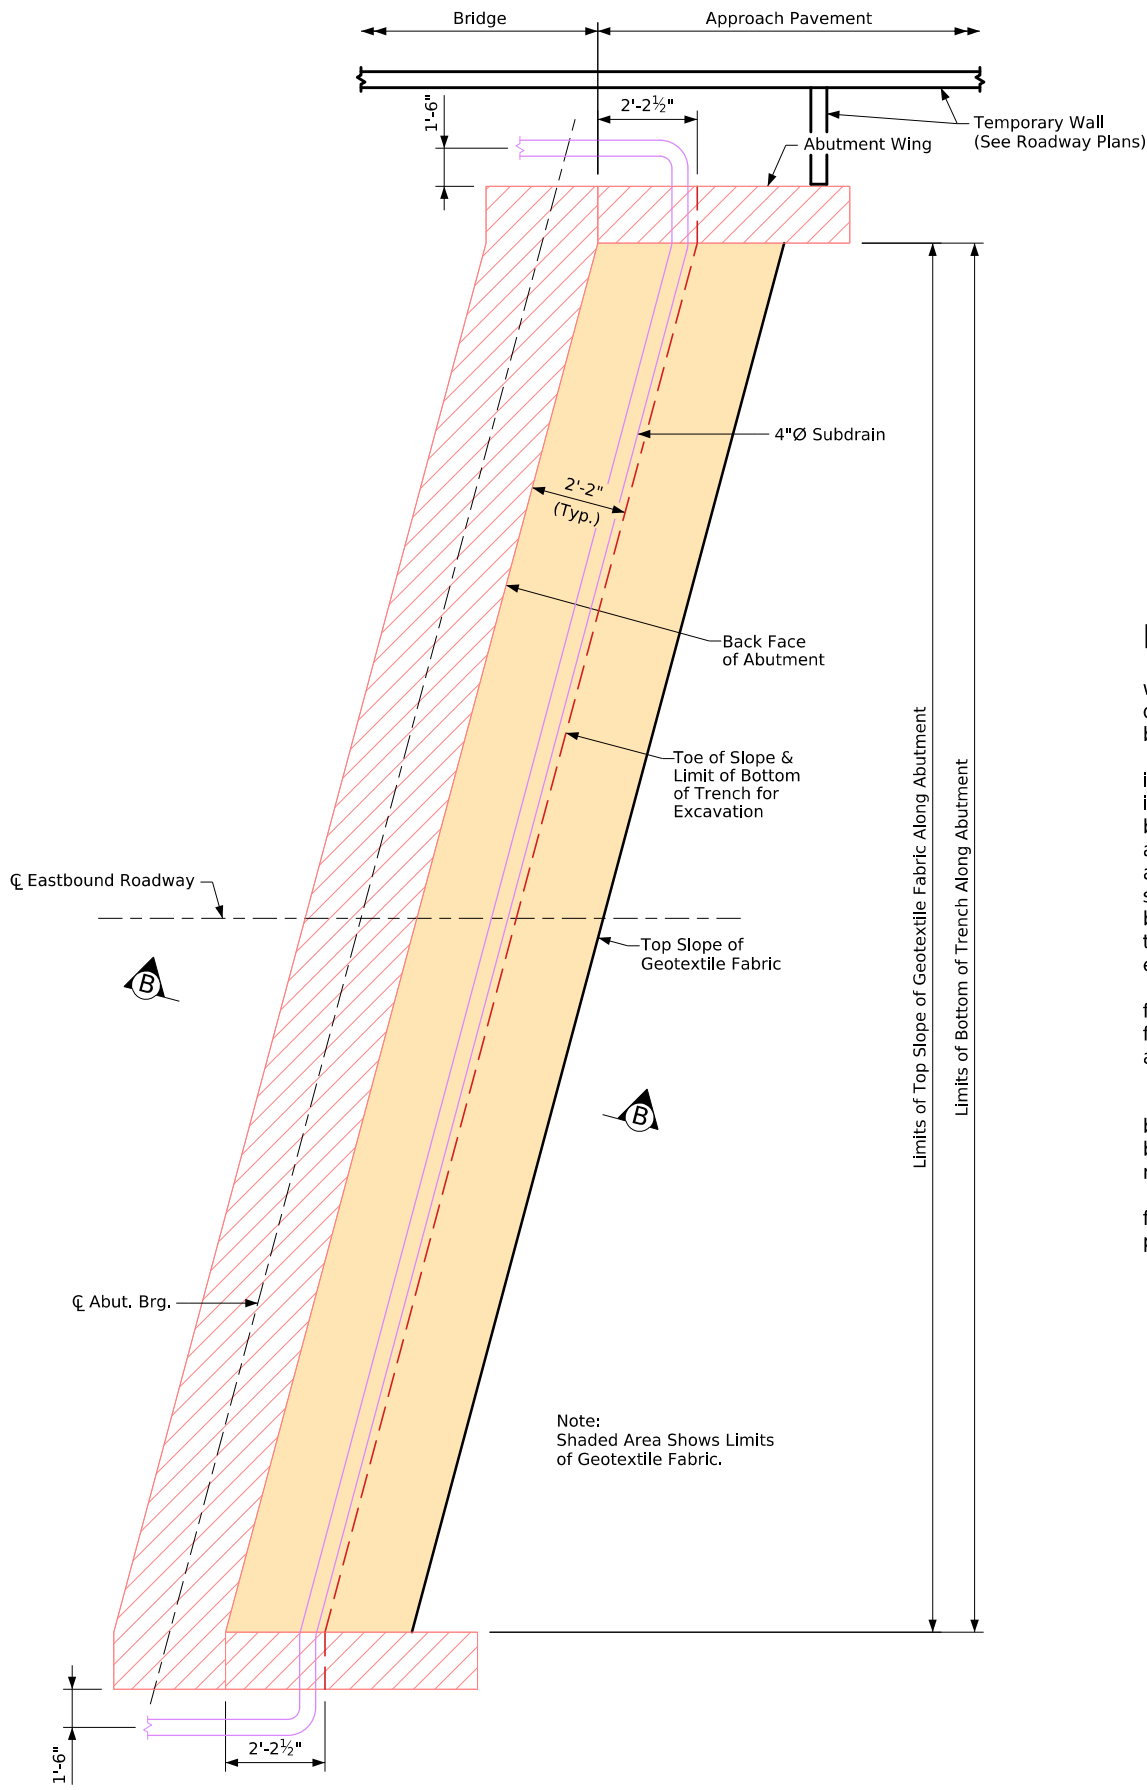 Bridge
Approach Pavement
1'-6"
2'-2½"
Temporary Wall
(See Roadway Plans)
Abutment Wing
4"Ø Subdrain
2'-2"
(Typ.)
Back Face
of Abutment
Toe of Slope &
Limit of Bottom
of Trench for
Excavation
Limits of Top Slope of Geotextile Fabric Along Abutment
Limits of Bottom of Trench Along Abutment
℄ Eastbound Roadway
Top Slope of
Geotextile Fabric
B
B
℄ Abut. Brg.
Note:
Shaded Area Shows Limits
of Geotextile Fabric.
1'-6"
2'-2½"